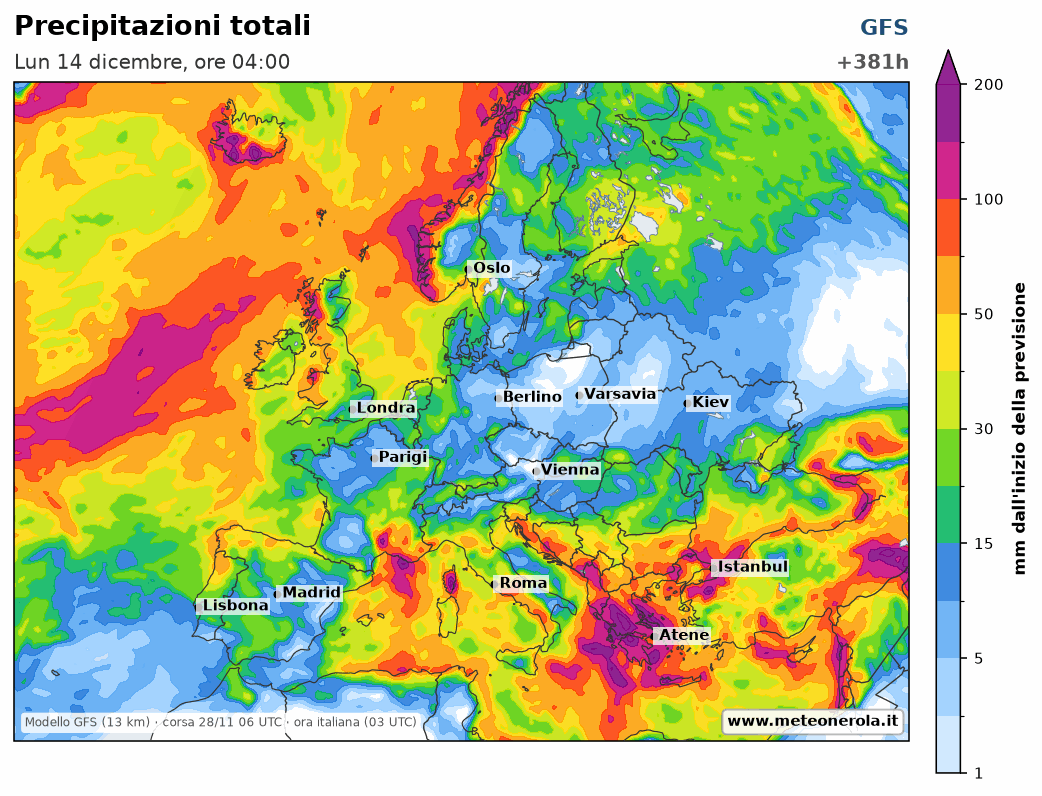 Precipitazioni totali
GFS
Lun 14 dicembre, ore 04:00
+381h
200
100
50
30
15
5
1
mm dall'inizio della previsione
Oslo
Berlino
Varsavia
Kiev
Londra
Parigi
Vienna
Istanbul
Roma
Madrid
Lisbona
Atene
Modello GFS (13 km) · corsa 28/11 06 UTC · ora italiana (03 UTC)
www.meteonerola.it